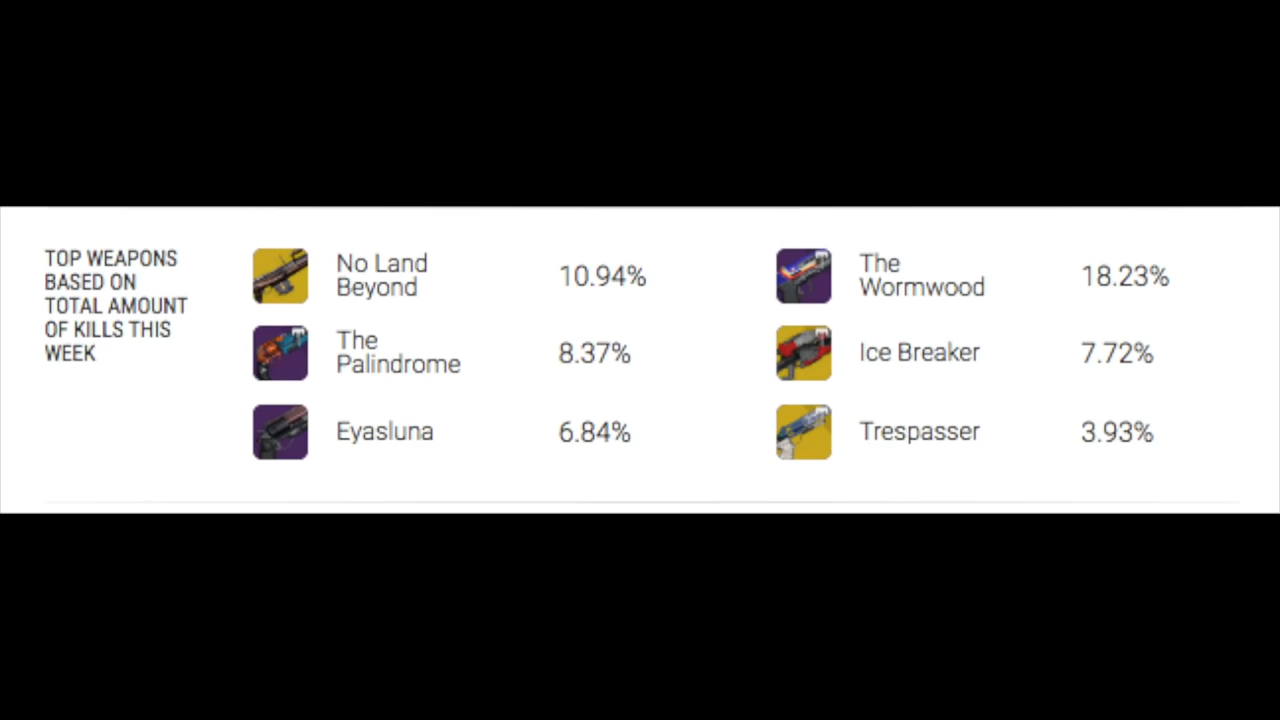 TOP WEAPONS
BASED ON
TOTAL AMOUNT
OF KILLS THIS
WEEK
No Land
Beyond
10.94%
The
Palindrome
8.37%
Eyasluna
6.84%
The
Wormwood
18.23%
Ice Breaker
7.72%
Trespasser
3.93%